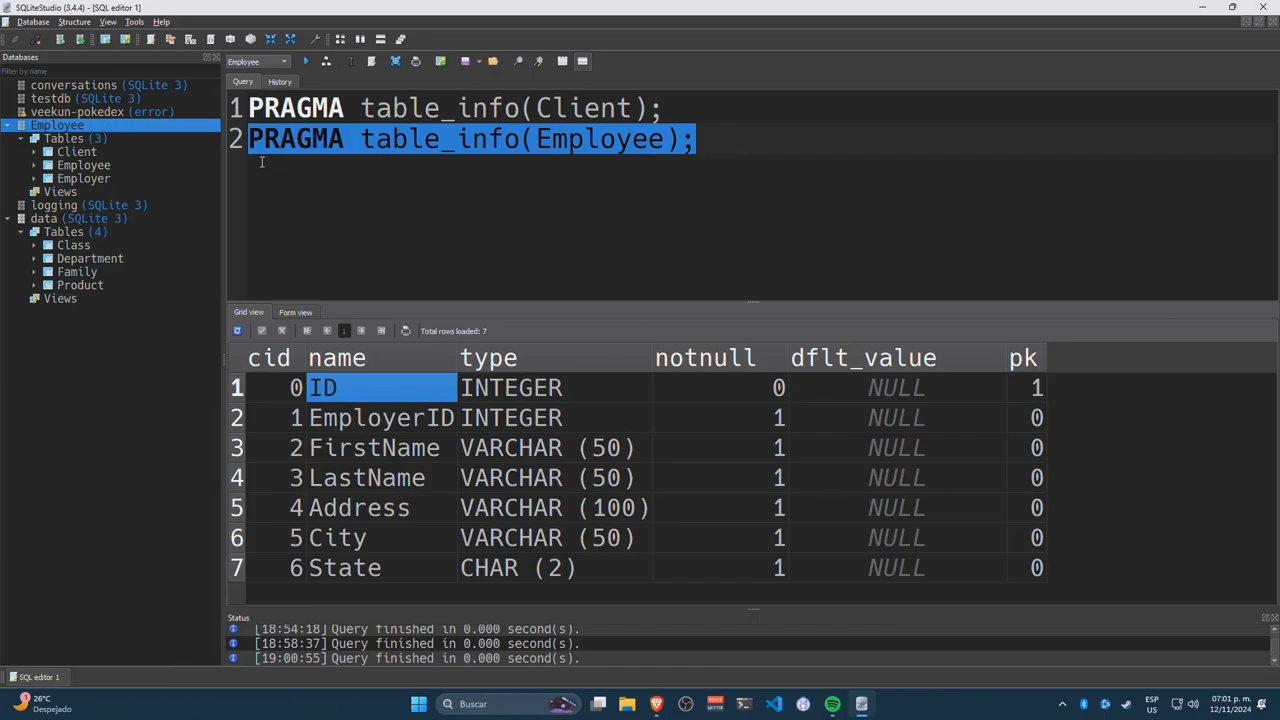 SQLiteStudio (3.4.4) - [SQL editor 1]
Database Structure View Tools Help
Databases
Filter by name
conversations (SQLite 3)
testdb (SQLite 3)
veekun-pokedex (error)
Employee
Tables (3)
Client
Employee
Employer
Views
logging (SQLite 3)
data (SQLite 3)
Tables (4)
Class
Department
Family
Product
Views
Employee
Query History
1 PRAGMA table_info(Client);
2 PRAGMA table_info(Employee);
Grid view Form view
1 Total rows loaded: 7
cid name type notnull dflt_value pk
1 0 ID INTEGER 0 NULL 1
2 1 EmployerID INTEGER 1 NULL 0
3 2 FirstName VARCHAR (50) 1 NULL 0
4 3 LastName VARCHAR (50) 1 NULL 0
5 4 Address VARCHAR (100) 1 NULL 0
6 5 City VARCHAR (50) 1 NULL 0
7 6 State CHAR (2) 1 NULL 0
Status
[18:54:18] Query finished in 0.000 second(s).
[18:58:37] Query finished in 0.000 second(s).
[19:00:55] Query finished in 0.000 second(s).
SQL editor 1
1 26°C
Despejado
Buscar
ESP
US
07:01 p. m.
12/11/2024